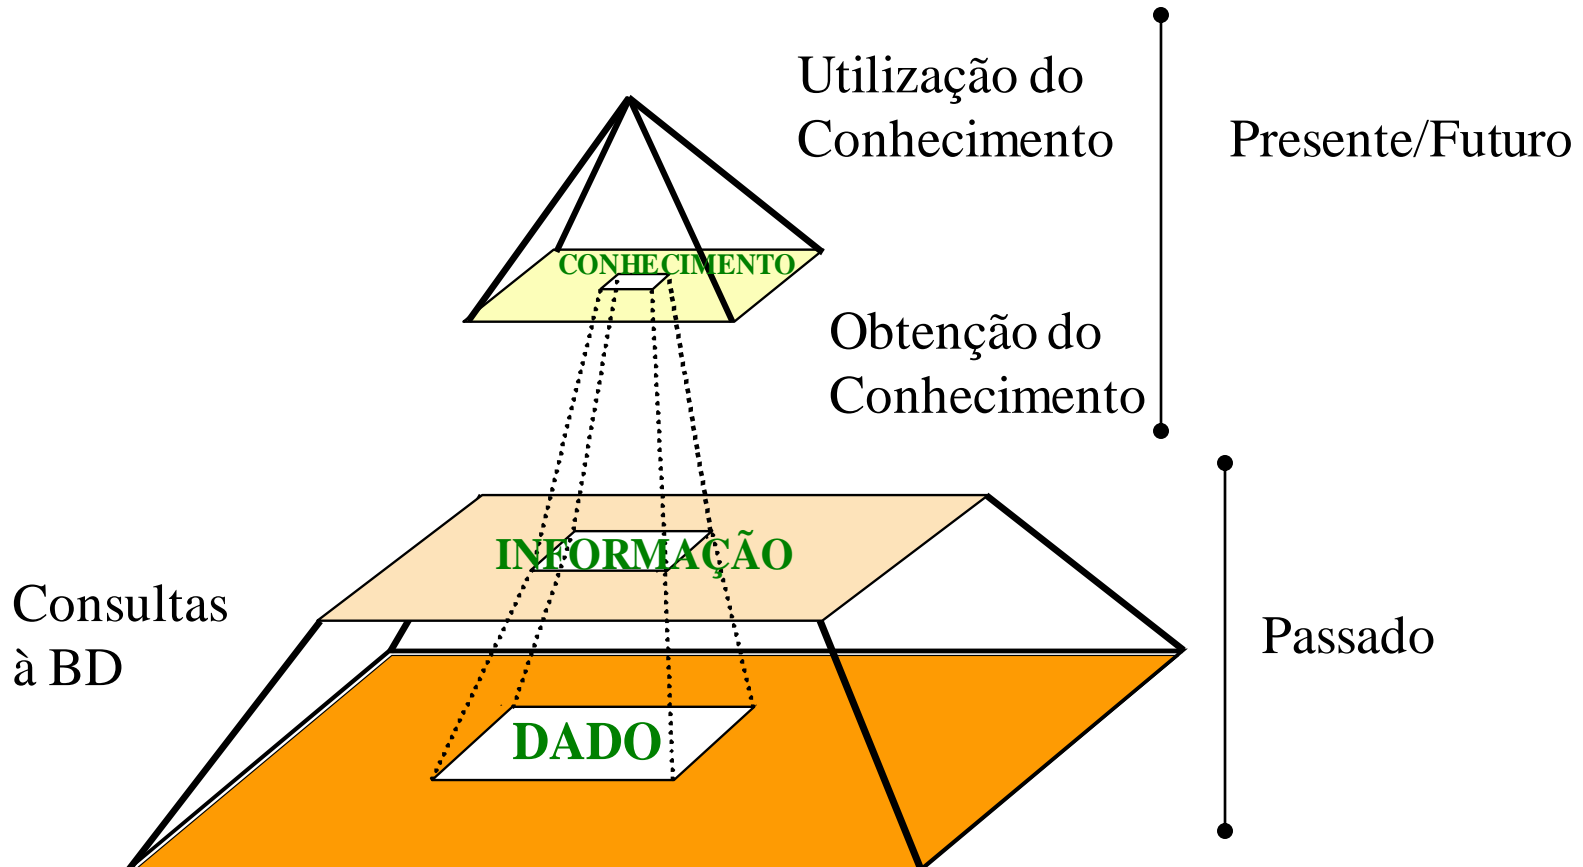 Utilização do
Conhecimento
Presente/Futuro
CONHECIMENTO
Obtenção do
Conhecimento
INFORMAÇÃO
Consultas
à BD
Passado
DADO